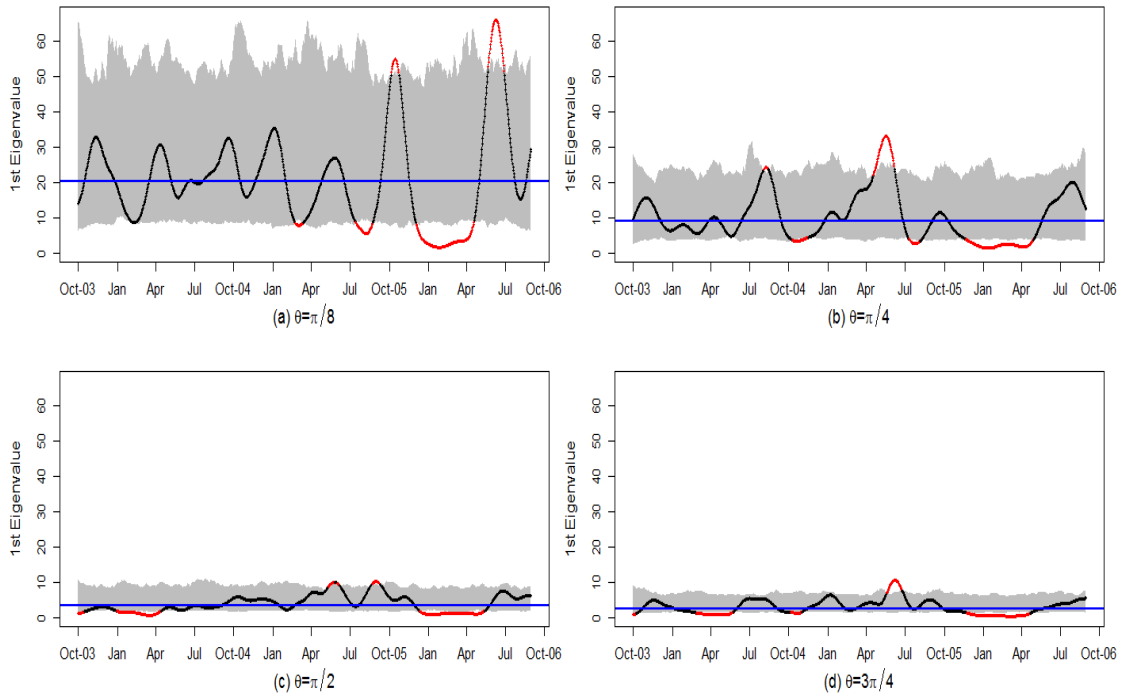 1st Eigenvalue
0 10 20 30 40 50 60
Oct-03 Jan Apr Jul Oct-04 Jan Apr Jul Oct-05 Jan Apr Jul Oct-06
(a) θ=π/8
1st Eigenvalue
0 10 20 30 40 50 60
Oct-03 Jan Apr Jul Oct-04 Jan Apr Jul Oct-05 Jan Apr Jul Oct-06
(b) θ=π/4
1st Eigenvalue
0 10 20 30 40 50 60
Oct-03 Jan Apr Jul Oct-04 Jan Apr Jul Oct-05 Jan Apr Jul Oct-06
(c) θ=π/2
1st Eigenvalue
0 10 20 30 40 50 60
Oct-03 Jan Apr Jul Oct-04 Jan Apr Jul Oct-05 Jan Apr Jul Oct-06
(d) θ=3π/4